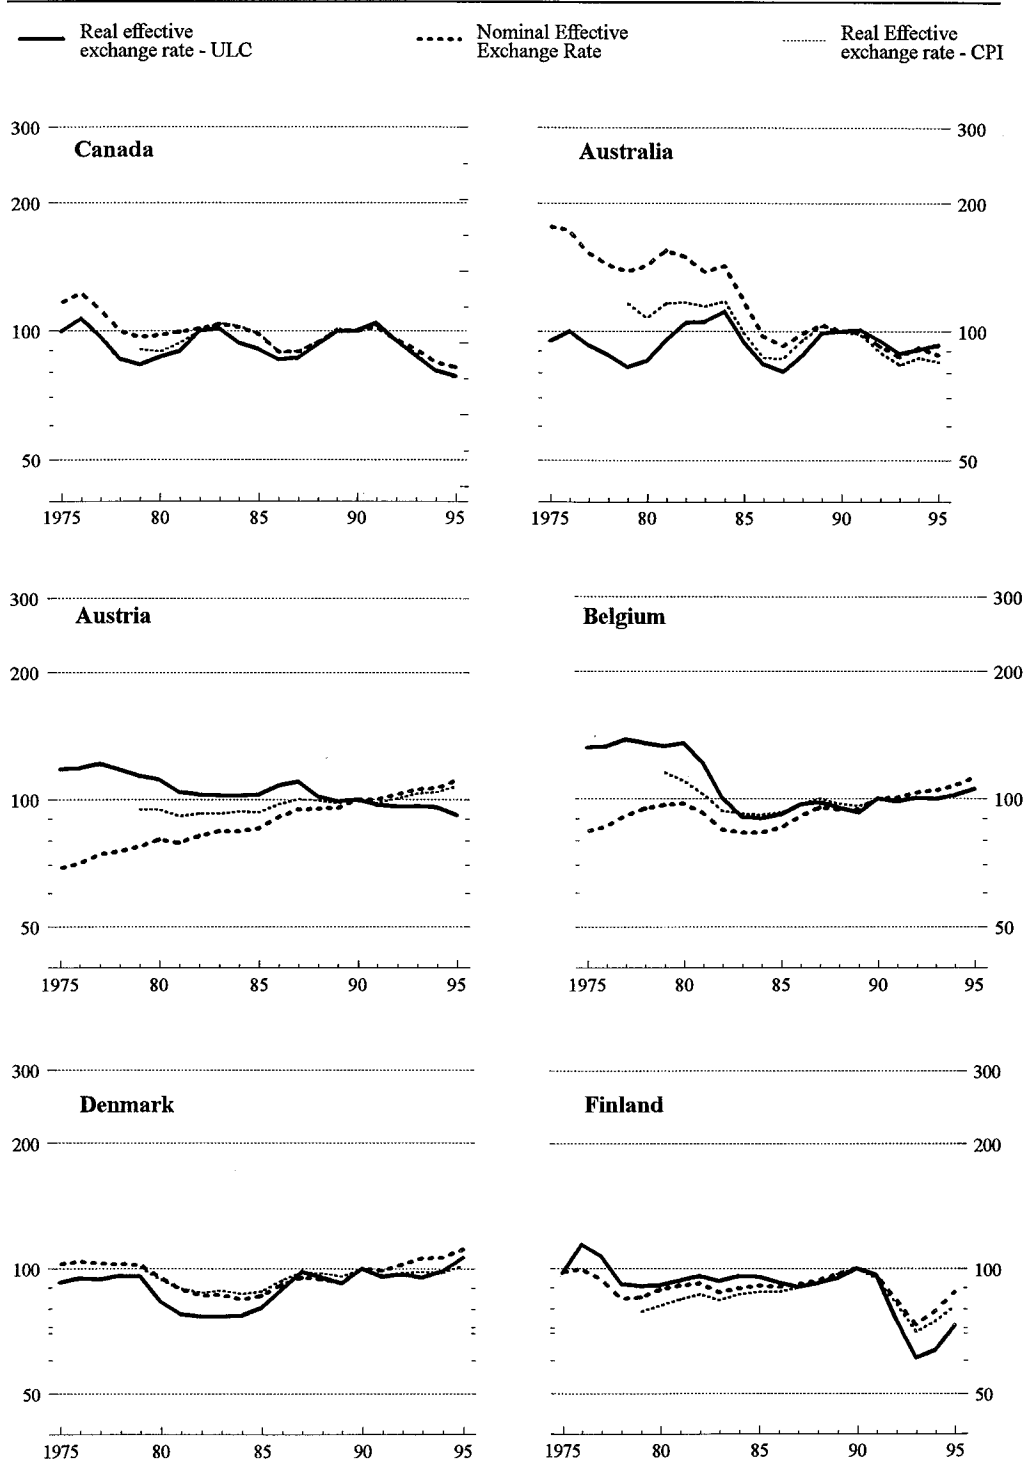 Real effective
exchange rate - ULC
Nominal Effective
Exchange Rate
Real Effective
exchange rate - CPI
Canada
300
200
100
50
1975 80 85 90 95
Australia
300
200
100
50
1975 80 85 90 95
Austria
300
200
100
50
1975 80 85 90 95
Belgium
300
200
100
50
1975 80 85 90 95
Denmark
300
200
100
50
1975 80 85 90 95
Finland
300
200
100
50
1975 80 85 90 95